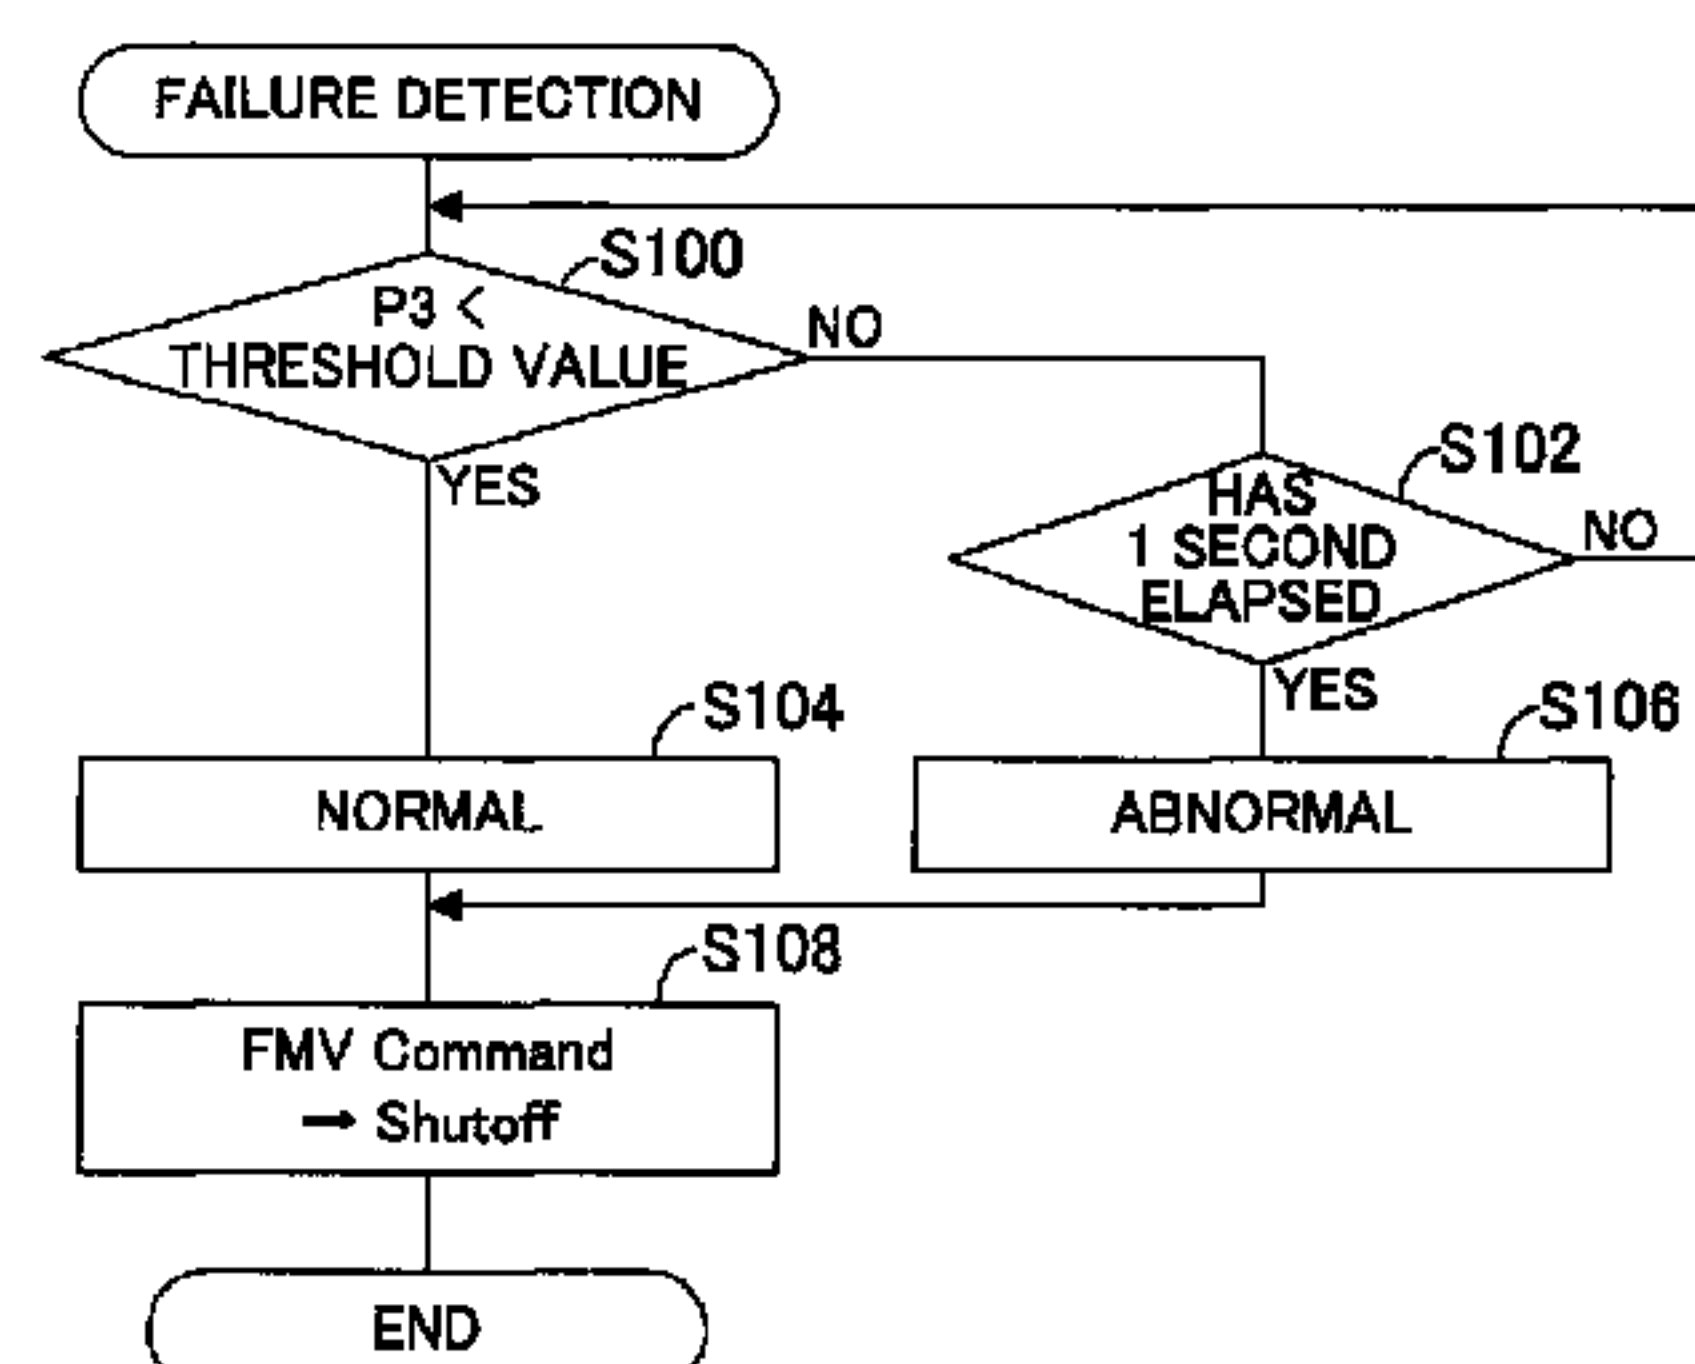 FAILURE DETECTION
S100
P3 <
THRESHOLD VALUE
NO
YES
S102
HAS
1 SECOND
ELAPSED
NO
YES
S104
NORMAL
S106
ABNORMAL
S108
FMV Command
→ Shutoff
END